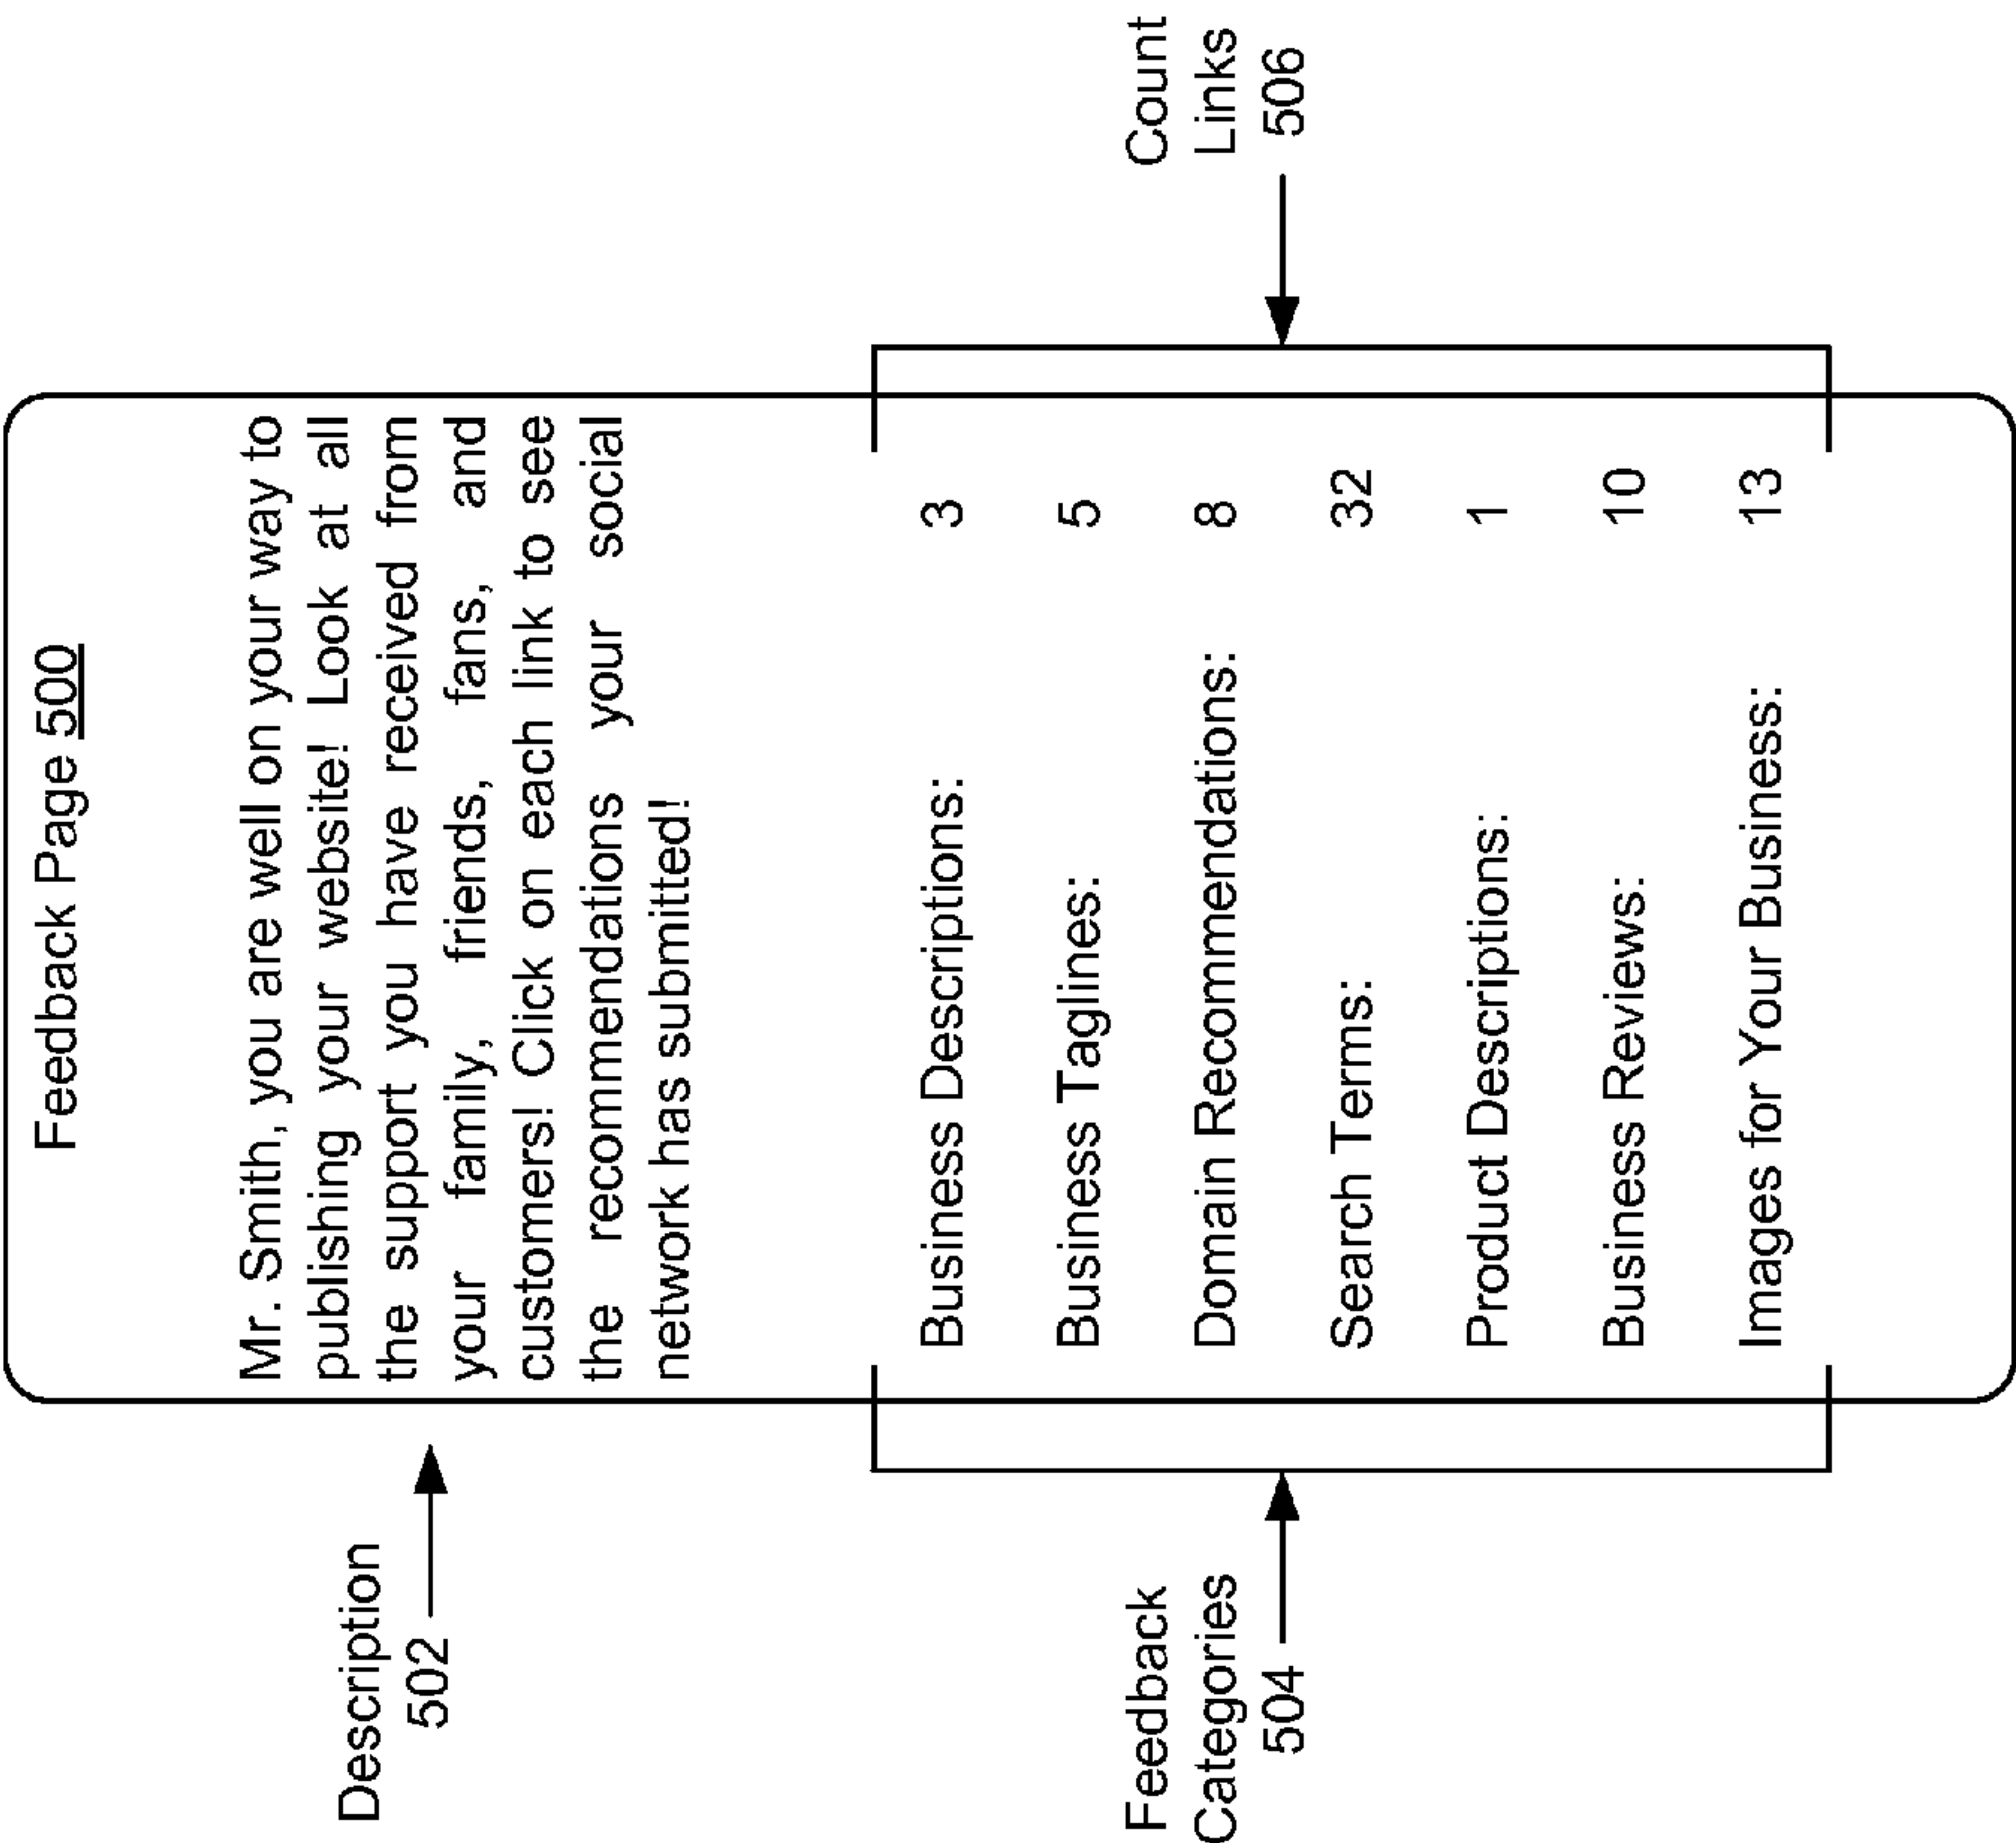 Feedback Page 500
Description
502
Mr. Smith, you are well on your way to
publishing your website! Look at all
the support you have received from
your family, friends, fans, and
customers! Click on each link to see
the recommendations your social
network has submitted!
Feedback
Categories
504
Business Descriptions: 3
Business Taglines: 5
Domain Recommendations: 8
Search Terms: 32
Product Descriptions: 1
Business Reviews: 10
Images for Your Business: 13
Count
Links
506